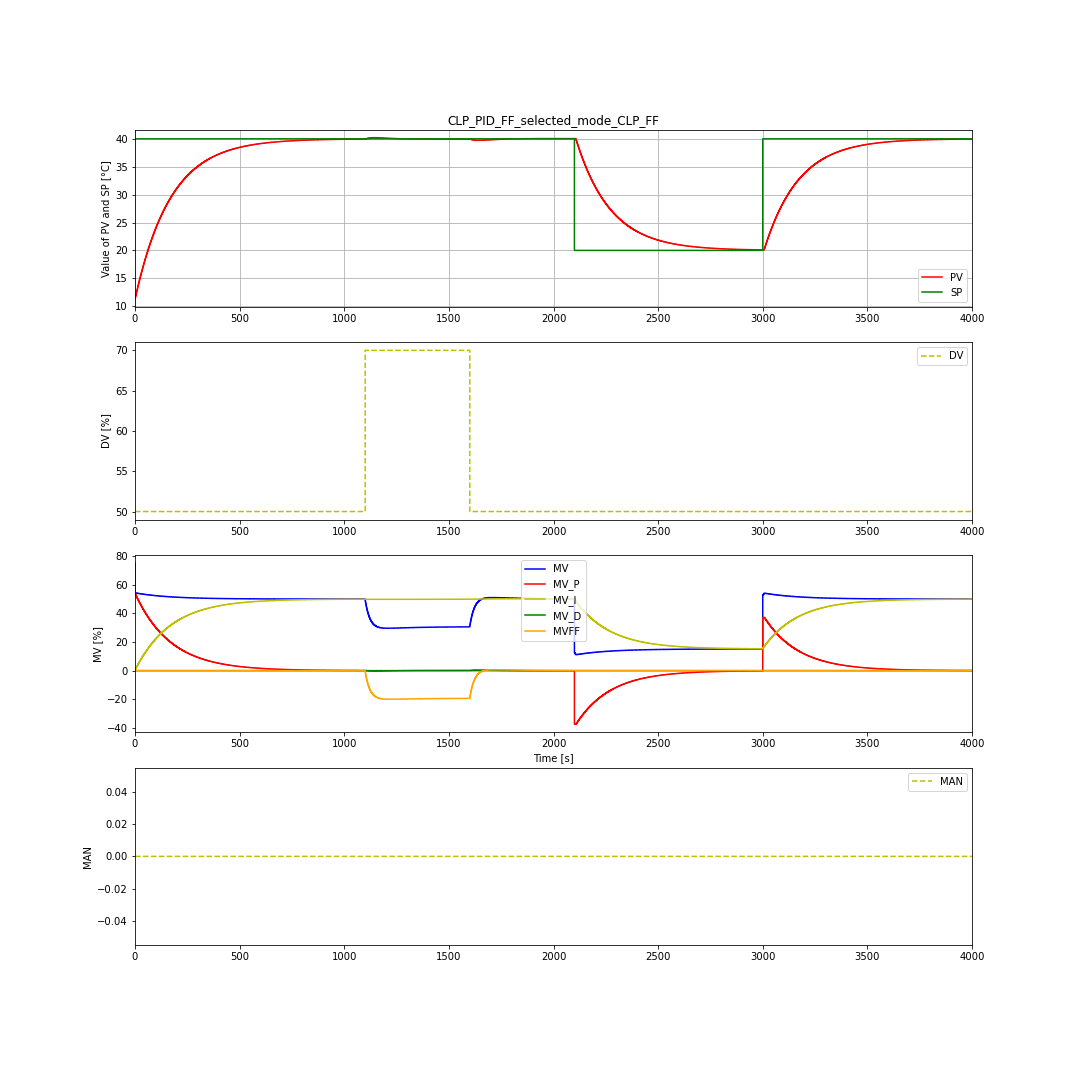 CLP_PID_FF_selected_mode_CLP_FF
40
35
30
25
20
15
10
Value of PV and SP [°C]
PV
SP
0 500 1000 1500 2000 2500 3000 3500 4000
70
65
60
55
50
DV [%]
DV
0 500 1000 1500 2000 2500 3000 3500 4000
80
60
40
20
0
−20
−40
MV [%]
MV
MV_P
MV_I
MV_D
MVFF
0 500 1000 1500 2000 2500 3000 3500 4000
Time [s]
0.04
0.02
0.00
−0.02
−0.04
MAN
MAN
0 500 1000 1500 2000 2500 3000 3500 4000